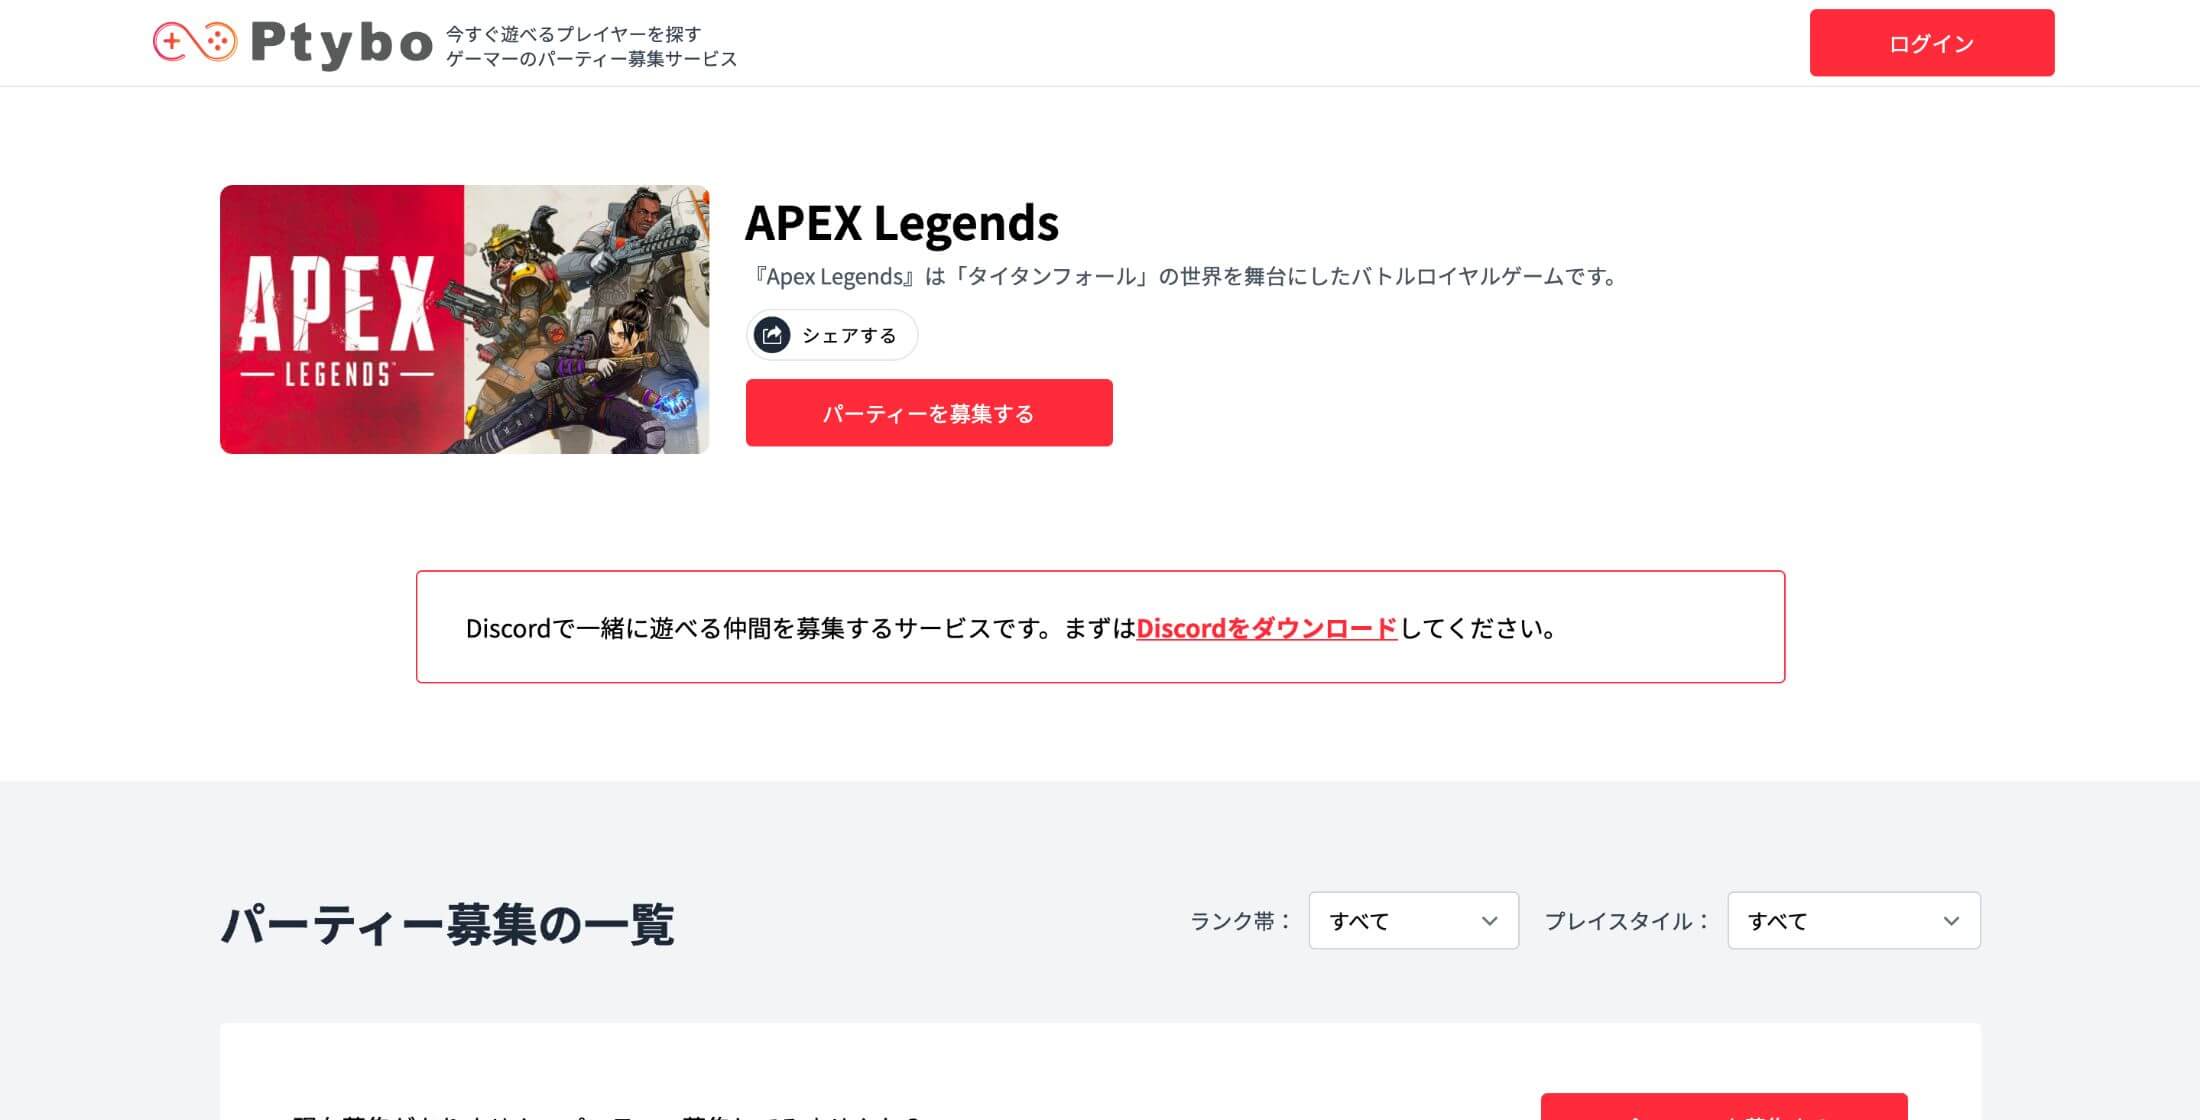 Ptybo
今すぐ遊べるプレイヤーを探す
ゲーマーのパーティー募集サービス
ログイン
APEX
LEGENDS
APEX Legends
『Apex Legends』は「タイタンフォール」の世界を舞台にしたバトルロイヤルゲームです。
シェアする
パーティーを募集する
Discordで一緒に遊べる仲間を募集するサービスです。まずはDiscordをダウンロードしてください。
パーティー募集の一覧
ランク帯：
すべて
プレイスタイル：
すべて